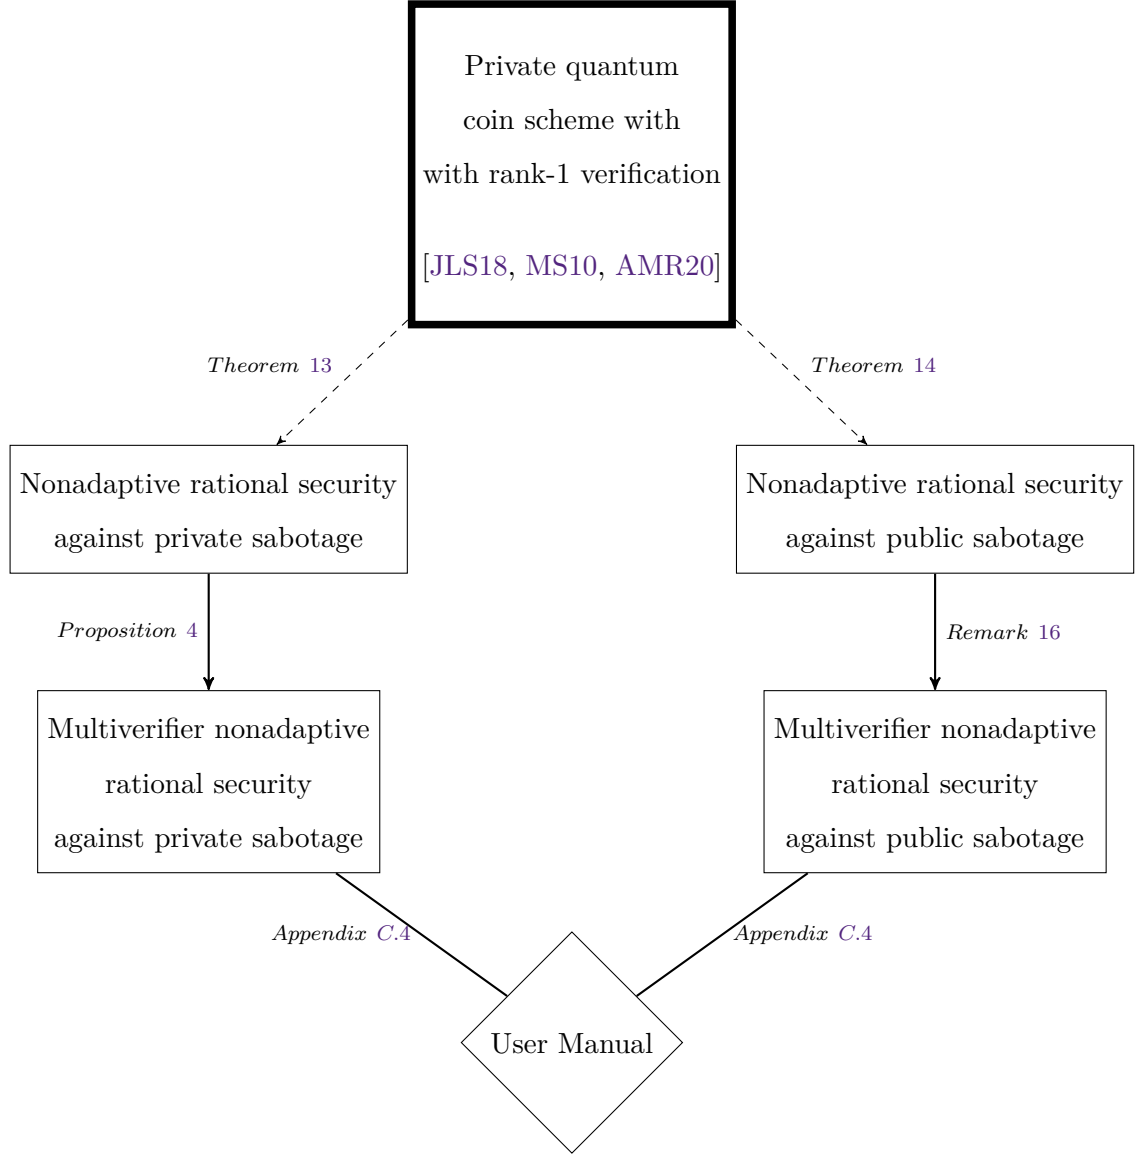 Private quantum
coin scheme with
with rank-1 verification
[JLS18, MS10, AMR20]
Theorem 13
Theorem 14
Nonadaptive rational security
against private sabotage
Nonadaptive rational security
against public sabotage
Proposition 4
Remark 16
Multiverifier nonadaptive
rational security
against private sabotage
Multiverifier nonadaptive
rational security
against public sabotage
Appendix C.4
Appendix C.4
User Manual